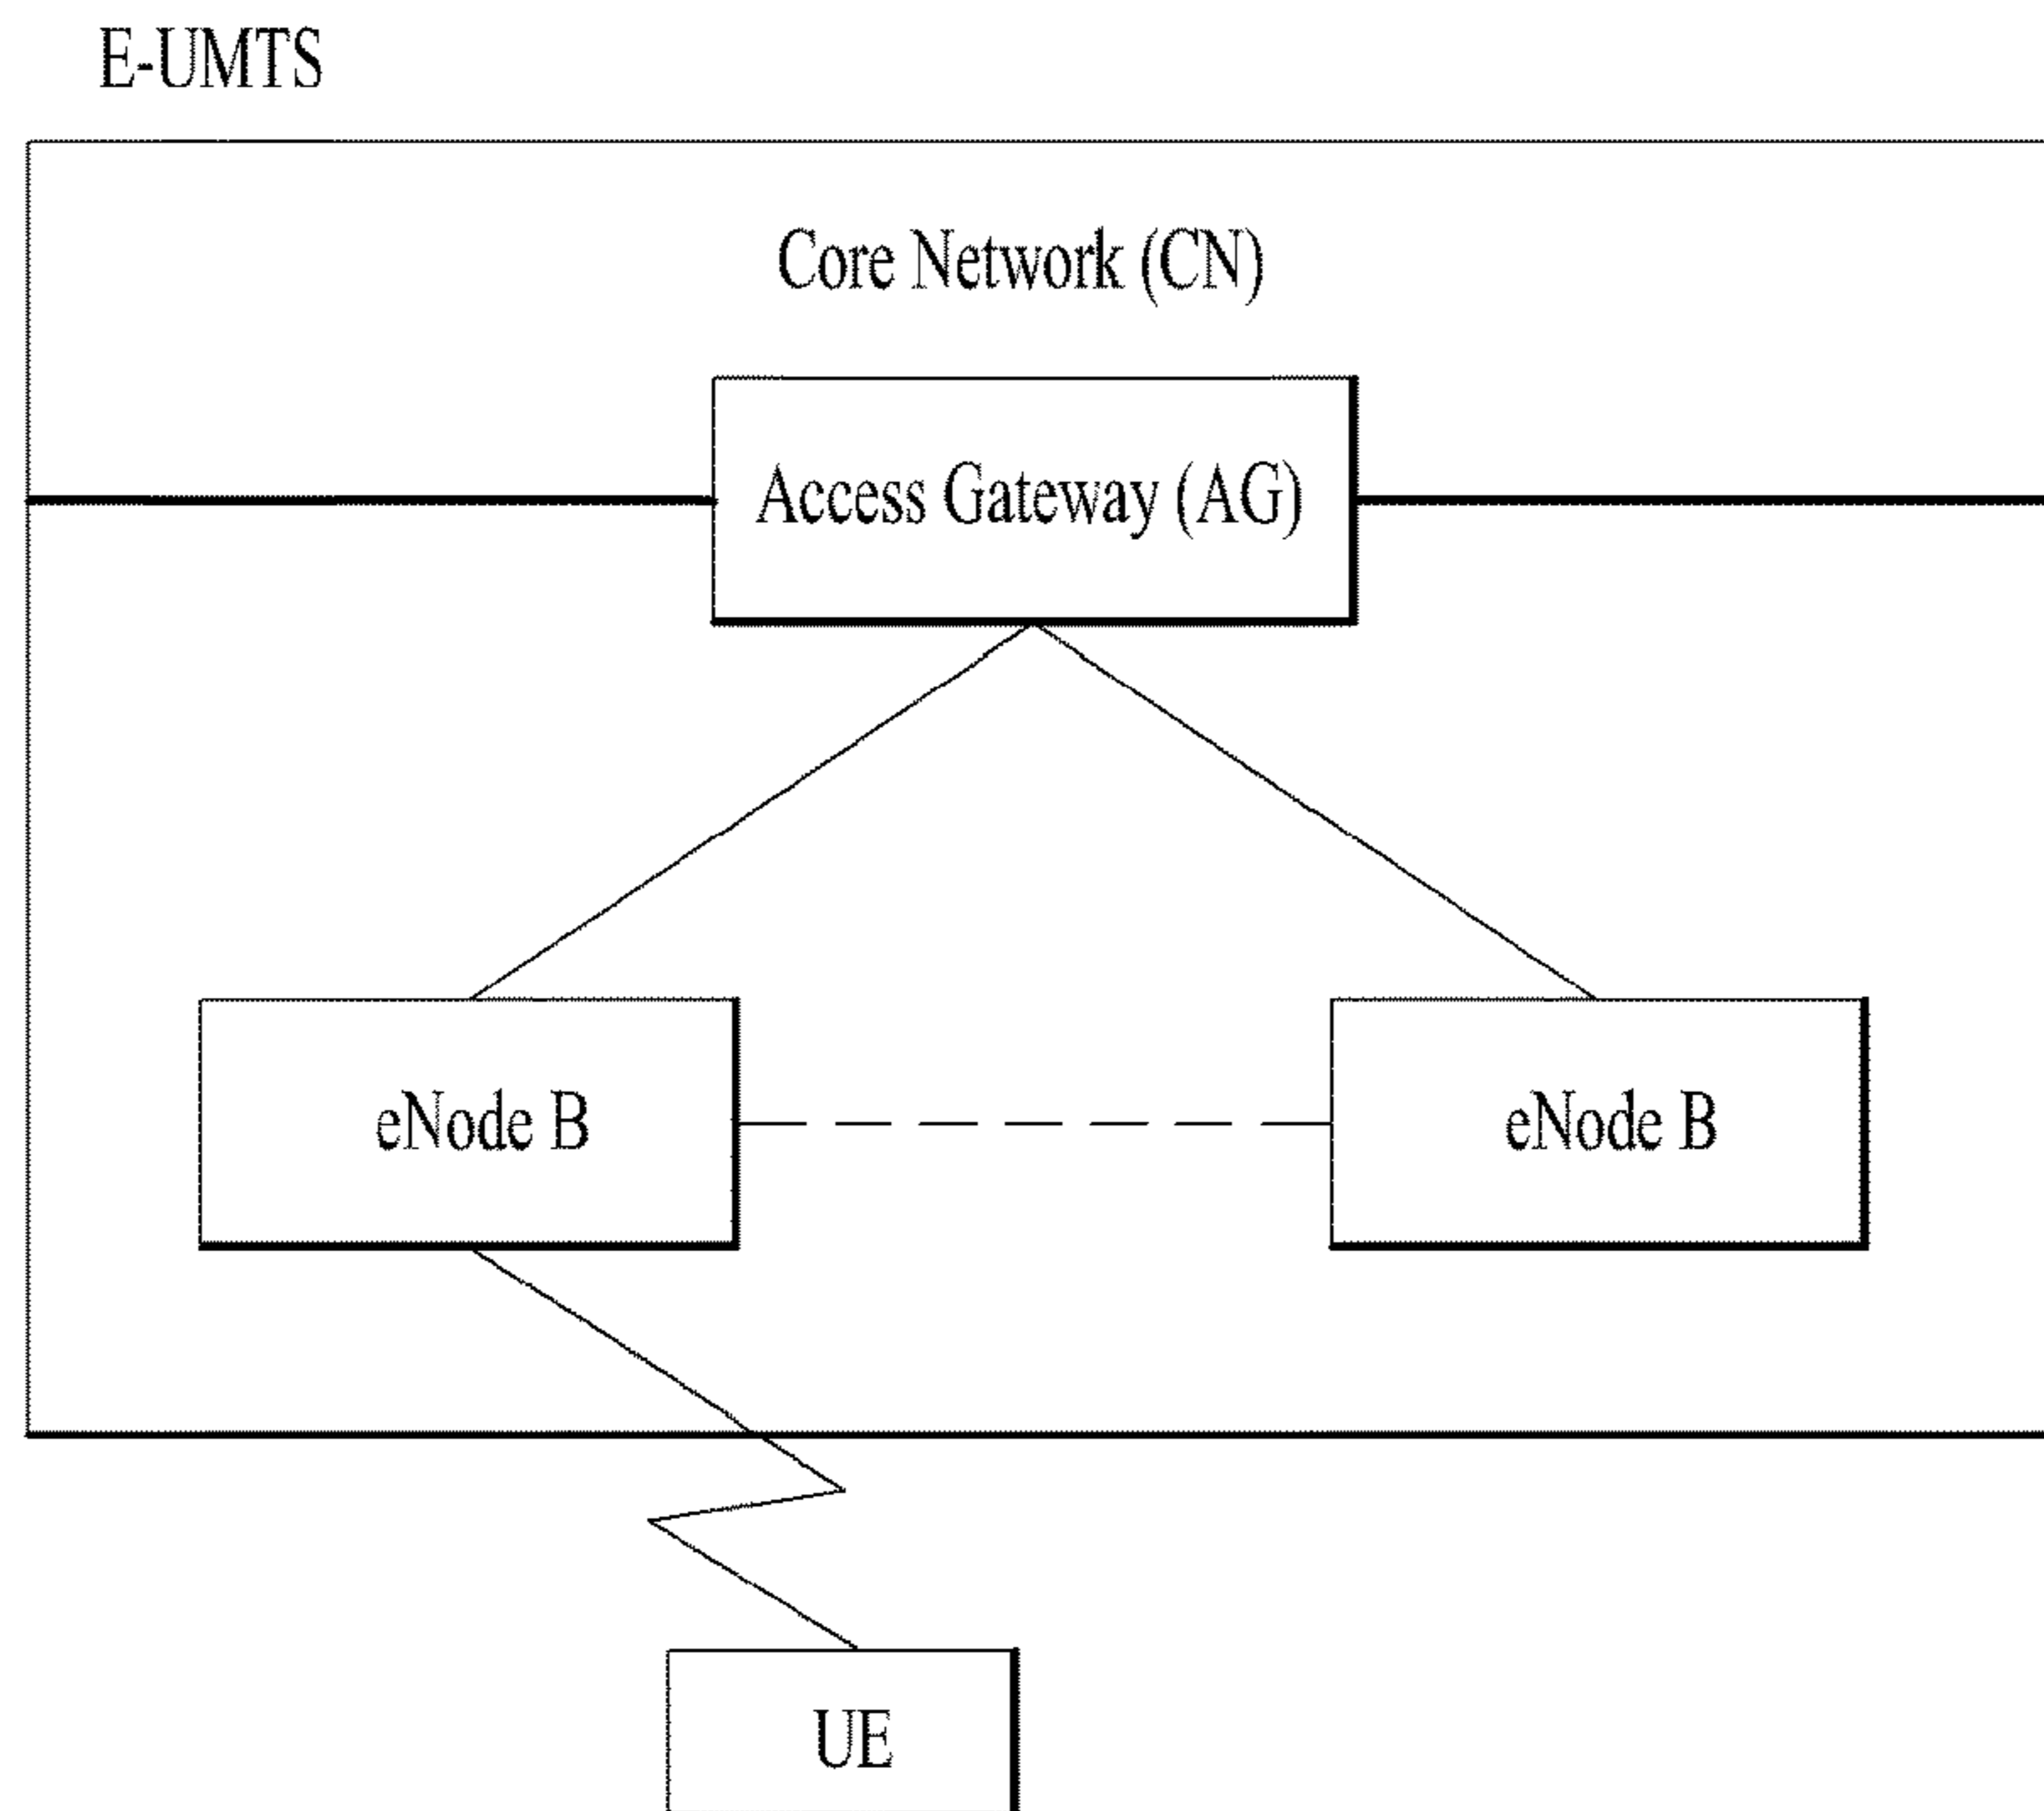 E-UMTS
Core Network (CN)
Access Gateway (AG)
eNode B
eNode B
UE